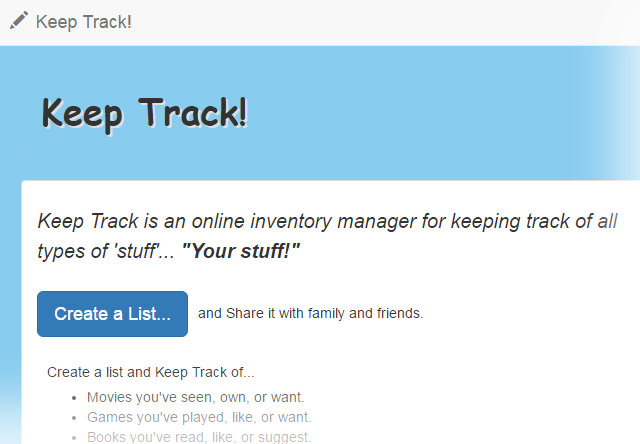 Keep Track!
Keep Track!
Keep Track is an online inventory manager for keeping track of all
types of 'stuff'... "Your stuff!"
Create a List... and Share it with family and friends.
Create a list and Keep Track of...
Movies you've seen, own, or want.
Games you've played, like, or want.
Books you've read, like, or suggest.